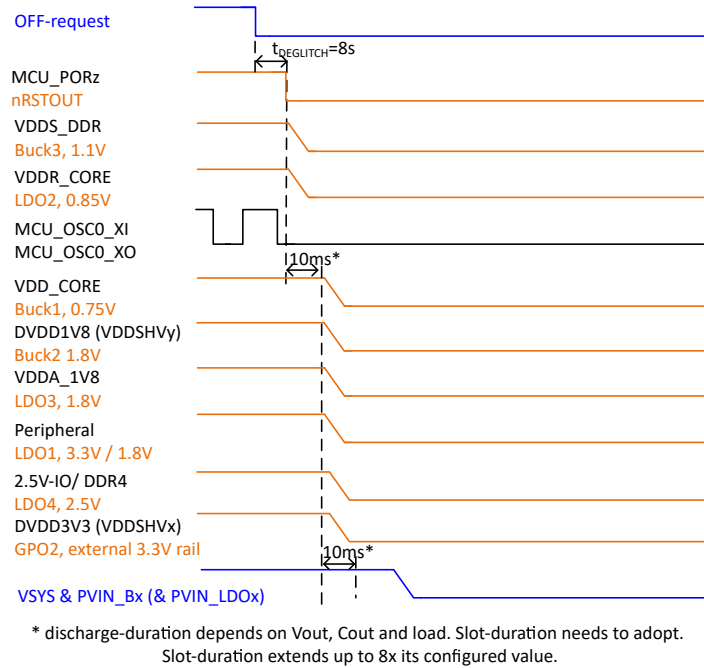 OFF-request
tDEGLITCH=8s
MCU_PORz
nRSTOUT
VDDS_DDR
Buck3, 1.1V
VDDR_CORE
LDO2, 0.85V
MCU_OSC0_XI
MCU_OSC0_XO
10ms*
VDD_CORE
Buck1, 0.75V
DVDD1V8 (VDDSHVy)
Buck2 1.8V
VDDA_1V8
LDO3, 1.8V
Peripheral
LDO1, 3.3V / 1.8V
2.5V-IO/ DDR4
LDO4, 2.5V
DVDD3V3 (VDDSHVx)
GPO2, external 3.3V rail
10ms*
VSYS & PVIN_Bx (& PVIN_LDOx)
* discharge-duration depends on Vout, Cout and load. Slot-duration needs to adopt.
Slot-duration extends up to 8x its configured value.